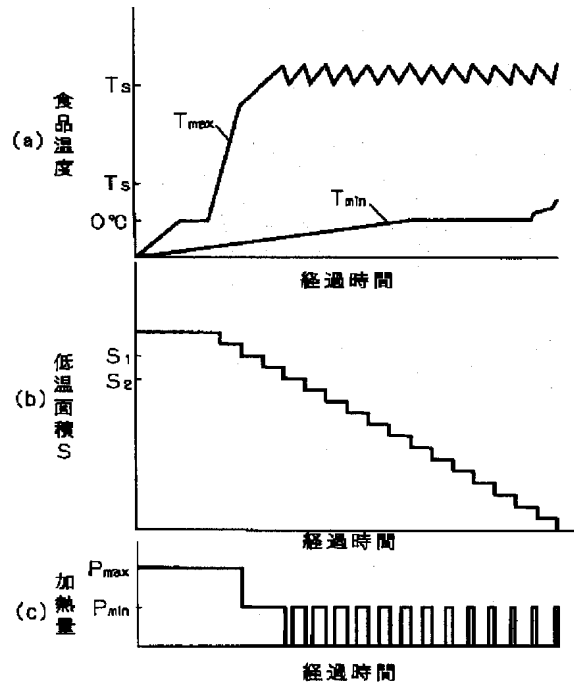 (a)
食品温度
Ts
Ts
0℃
Tmax
Tmin
経過時間
(b)
低温面積S
S1
S2
経過時間
(c)
加熱量
Pmax
Pmin
経過時間